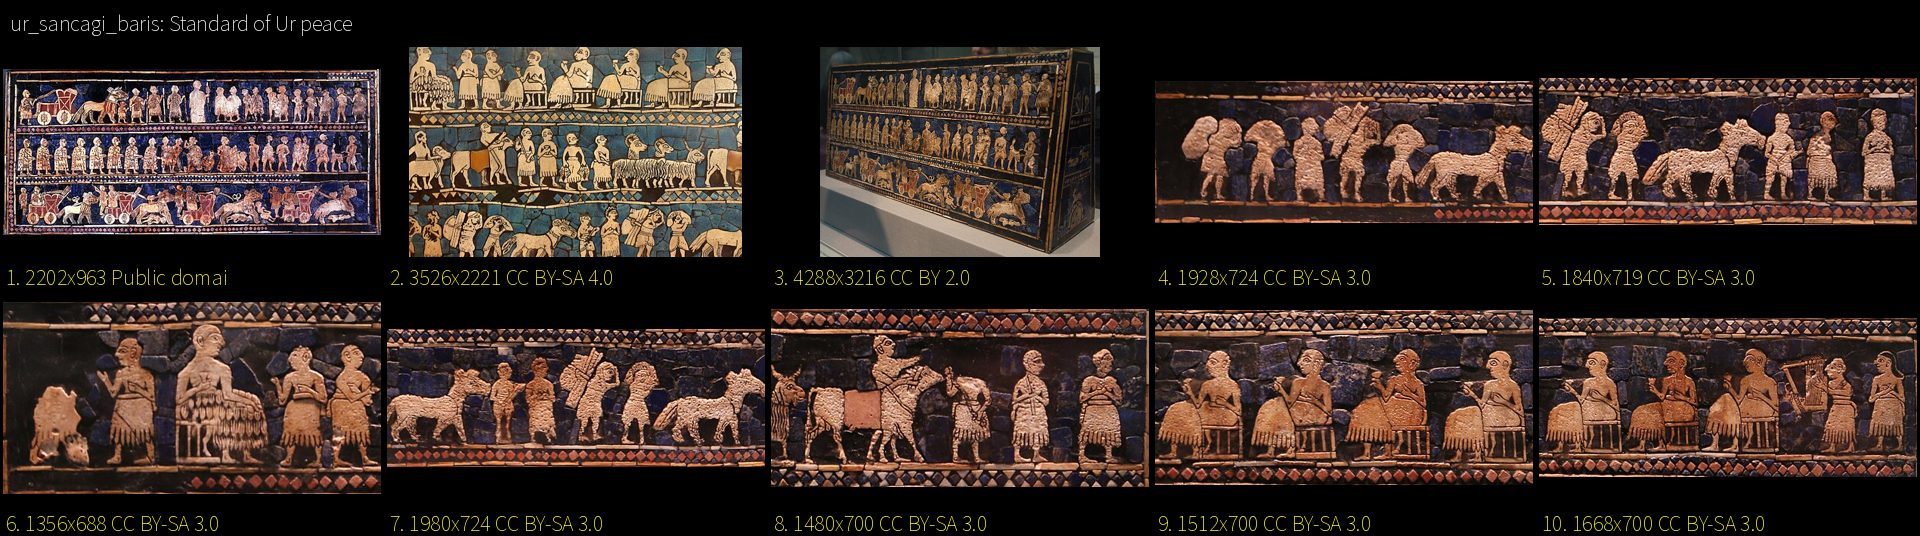 ur_sancagi_baris: Standard of Ur peace
1. 2202x963 Public domai
2. 3526x2221 CC BY-SA 4.0
3. 4288x3216 CC BY 2.0
4. 1928x724 CC BY-SA 3.0
5. 1840x719 CC BY-SA 3.0
6. 1356x688 CC BY-SA 3.0
7. 1980x724 CC BY-SA 3.0
8. 1480x700 CC BY-SA 3.0
9. 1512x700 CC BY-SA 3.0
10. 1668x700 CC BY-SA 3.0